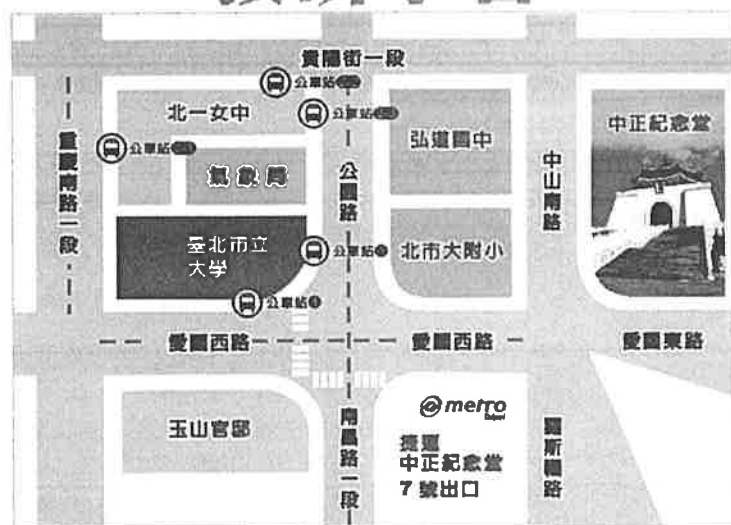 貴陽街一段
公車站
北一女中
公車站
公車站
弘道國中
中正紀念堂
氣象局
重慶南路一段
公園路
中山南路
臺北市立
大學
公車站
北市大附小
公車站
愛國西路
愛國西路
愛國東路
metro
玉山官邸
南昌路一段
捷運
中正紀念堂
7 號出口
羅斯福路